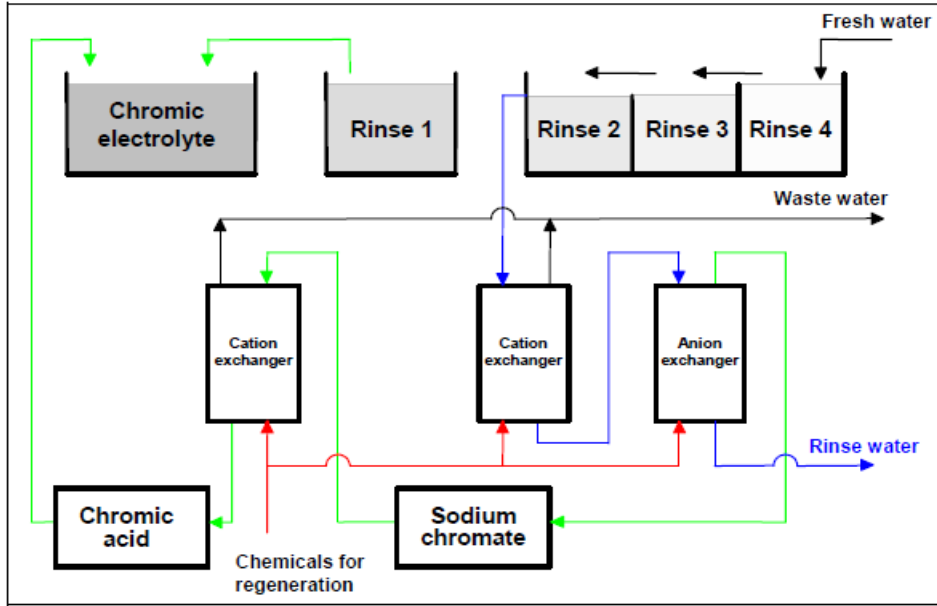 Fresh water
Chromic
electrolyte
Rinse 1
Rinse 2
Rinse 3
Rinse 4
Waste water
Cation
exchanger
Cation
exchanger
Anion
exchanger
Rinse water
Chromic
acid
Sodium
chromate
Chemicals for
regeneration